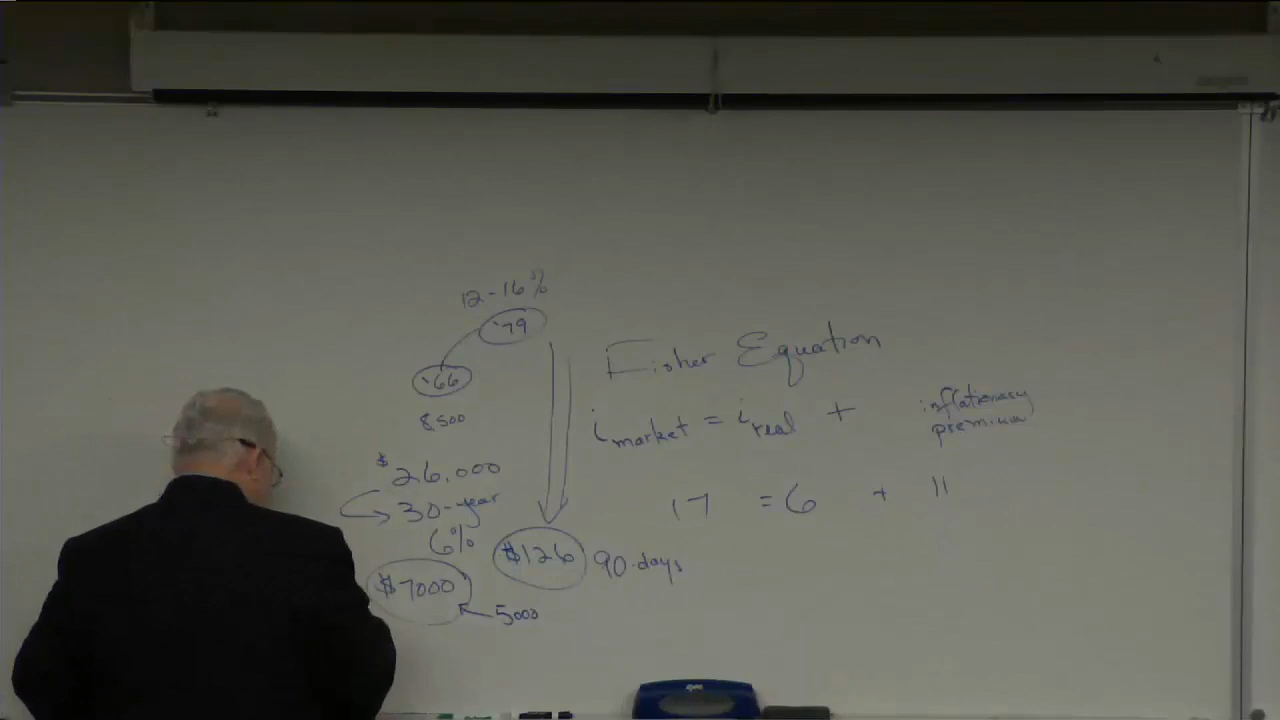 12-16%
'79
'66
8500
$26,000
30-year
6%
$7000
5000
$126 90-days
Fisher Equation
i market = i real + inflationary premium
17 = 6 + 11
expo